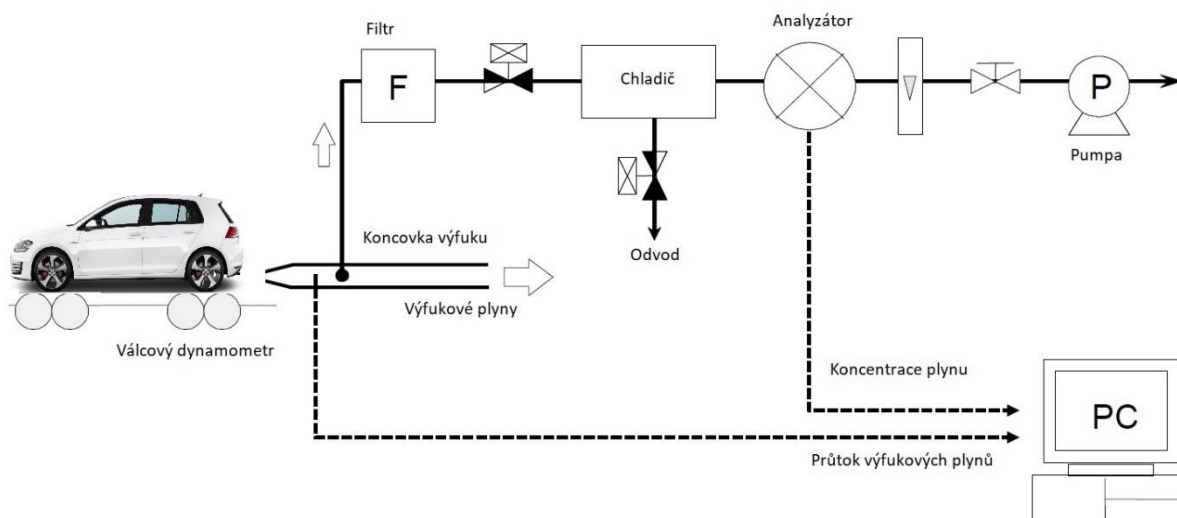 Filtr
F
Chladič
Analyzátor
P
Pumpa
Odvod
Koncovka výfuku
Výfukové plyny
Válcový dynamometr
Koncentrace plynu
PC
Průtok výfukových plynů